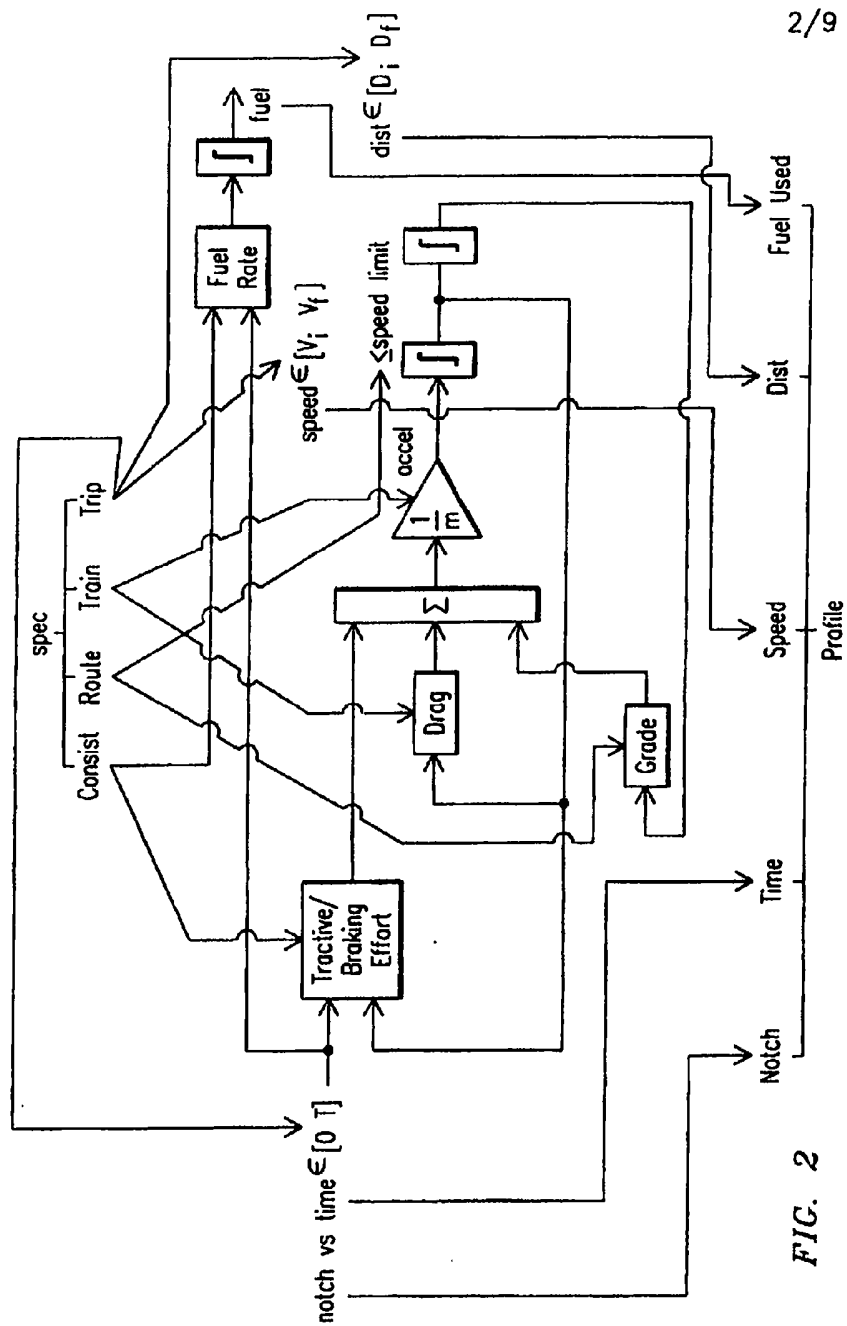 2/9
spec
Consist Route Train Trip
Fuel
Rate
∫
fuel
dist ∈ [D_i D_f]
speed ∈ [V_i V_f]
≤speed limit
notch vs time ∈ [0 T]
Tractive/
Braking
Effort
Drag
Grade
Σ
1
m
accel
∫
∫
Notch Time Speed Dist Fuel Used
Profile
FIG. 2